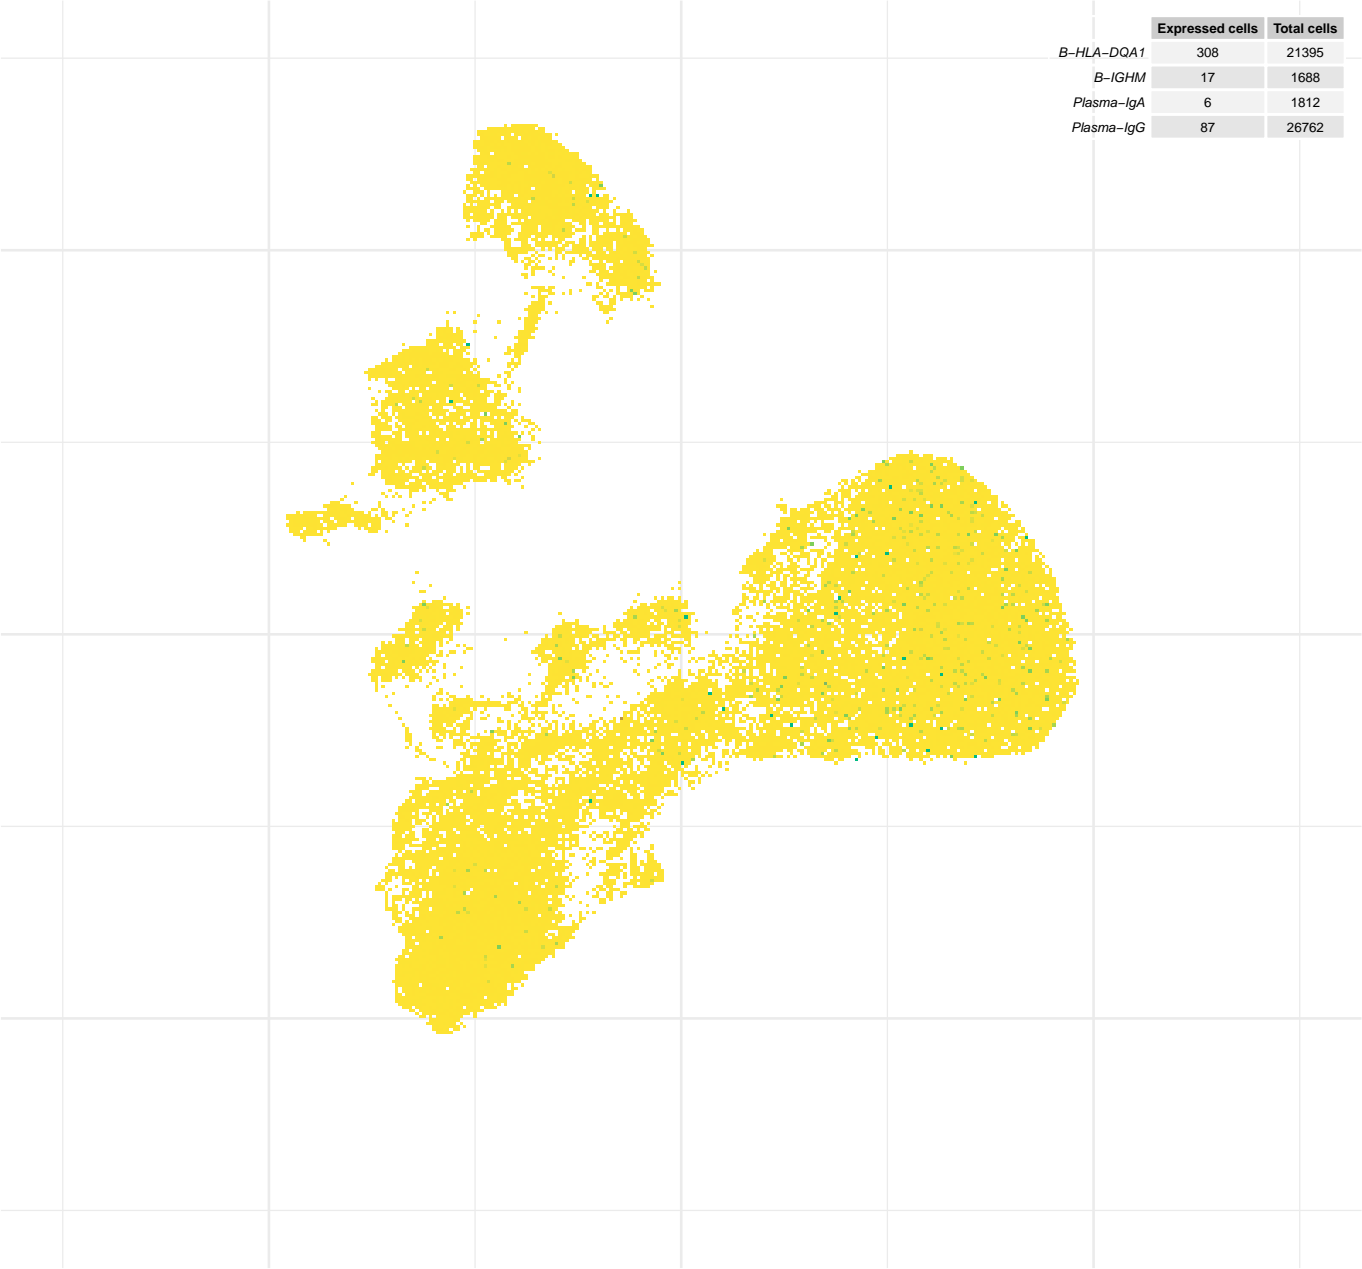 Expressed cells Total cells
B–HLA–DQA1 308 21395
B–IGHM 17 1688
Plasma–IgA 6 1812
Plasma–IgG 87 26762